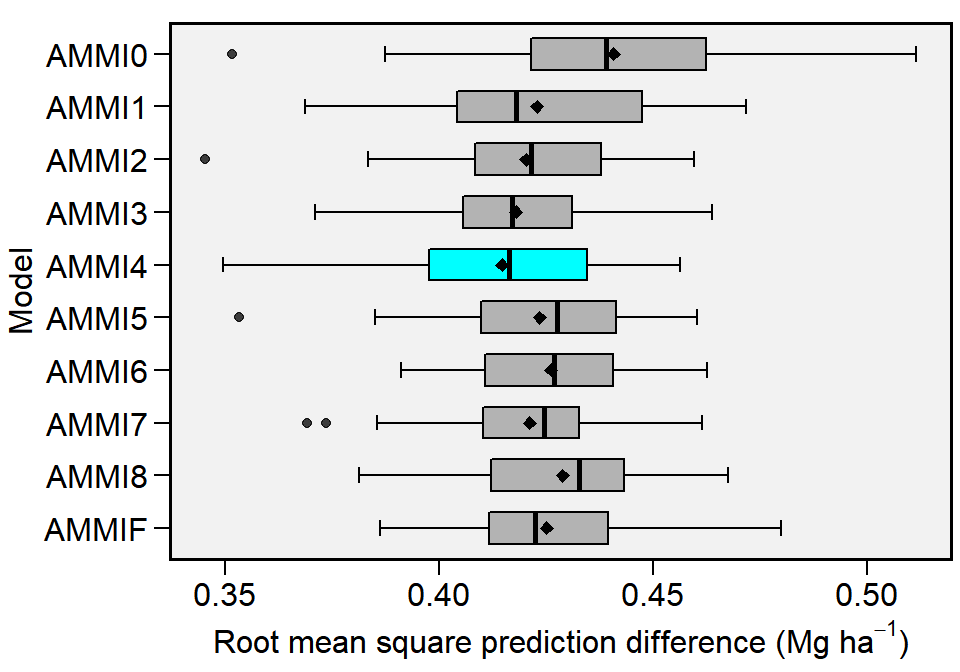 Model
AMMI0
AMMI1
AMMI2
AMMI3
AMMI4
AMMI5
AMMI6
AMMI7
AMMI8
AMMIF
0.35 0.40 0.45 0.50
Root mean square prediction difference (Mg ha⁻¹)